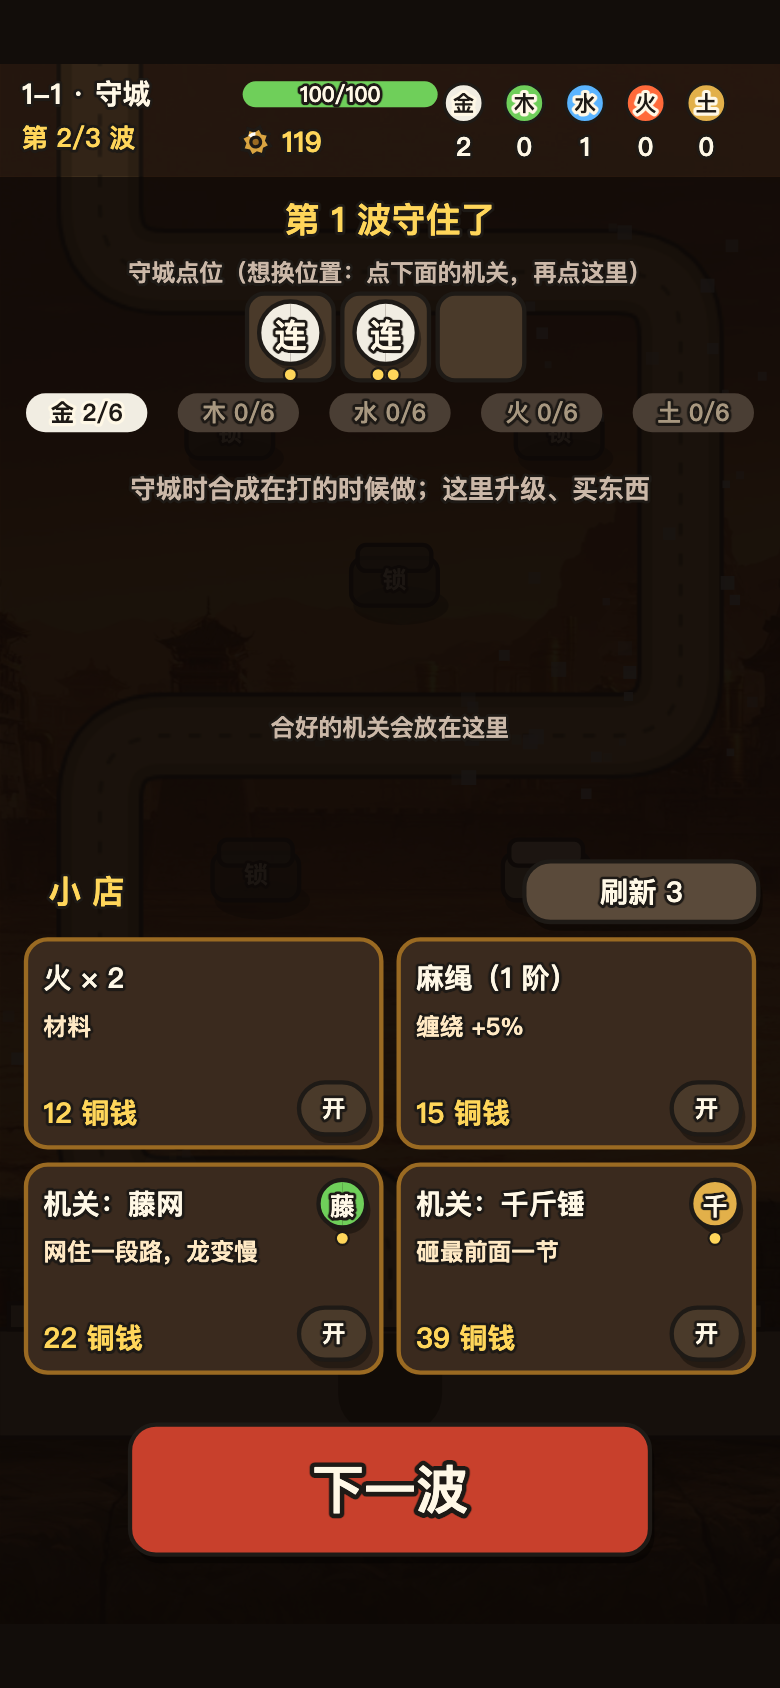 1–1 · 守城
100/100
金 木 水 火 土
第 2/3 波
119
2 0 1 0 0
第 1 波守住了
守城点位（想换位置：点下面的机关，再点这里）
连 连
金 2/6 木 0/6 水 0/6 火 0/6 土 0/6
锁 锁
守城时合成在打的时候做；这里升级、买东西
锁
合好的机关会放在这里
锁
小 店
刷新 3
火 × 2
材料
12 铜钱 开
麻绳（1 阶）
缠绕 +5%
15 铜钱 开
机关：藤网 藤
网住一段路，龙变慢
22 铜钱 开
机关：千斤锤 千
砸最前面一节
39 铜钱 开
下一波